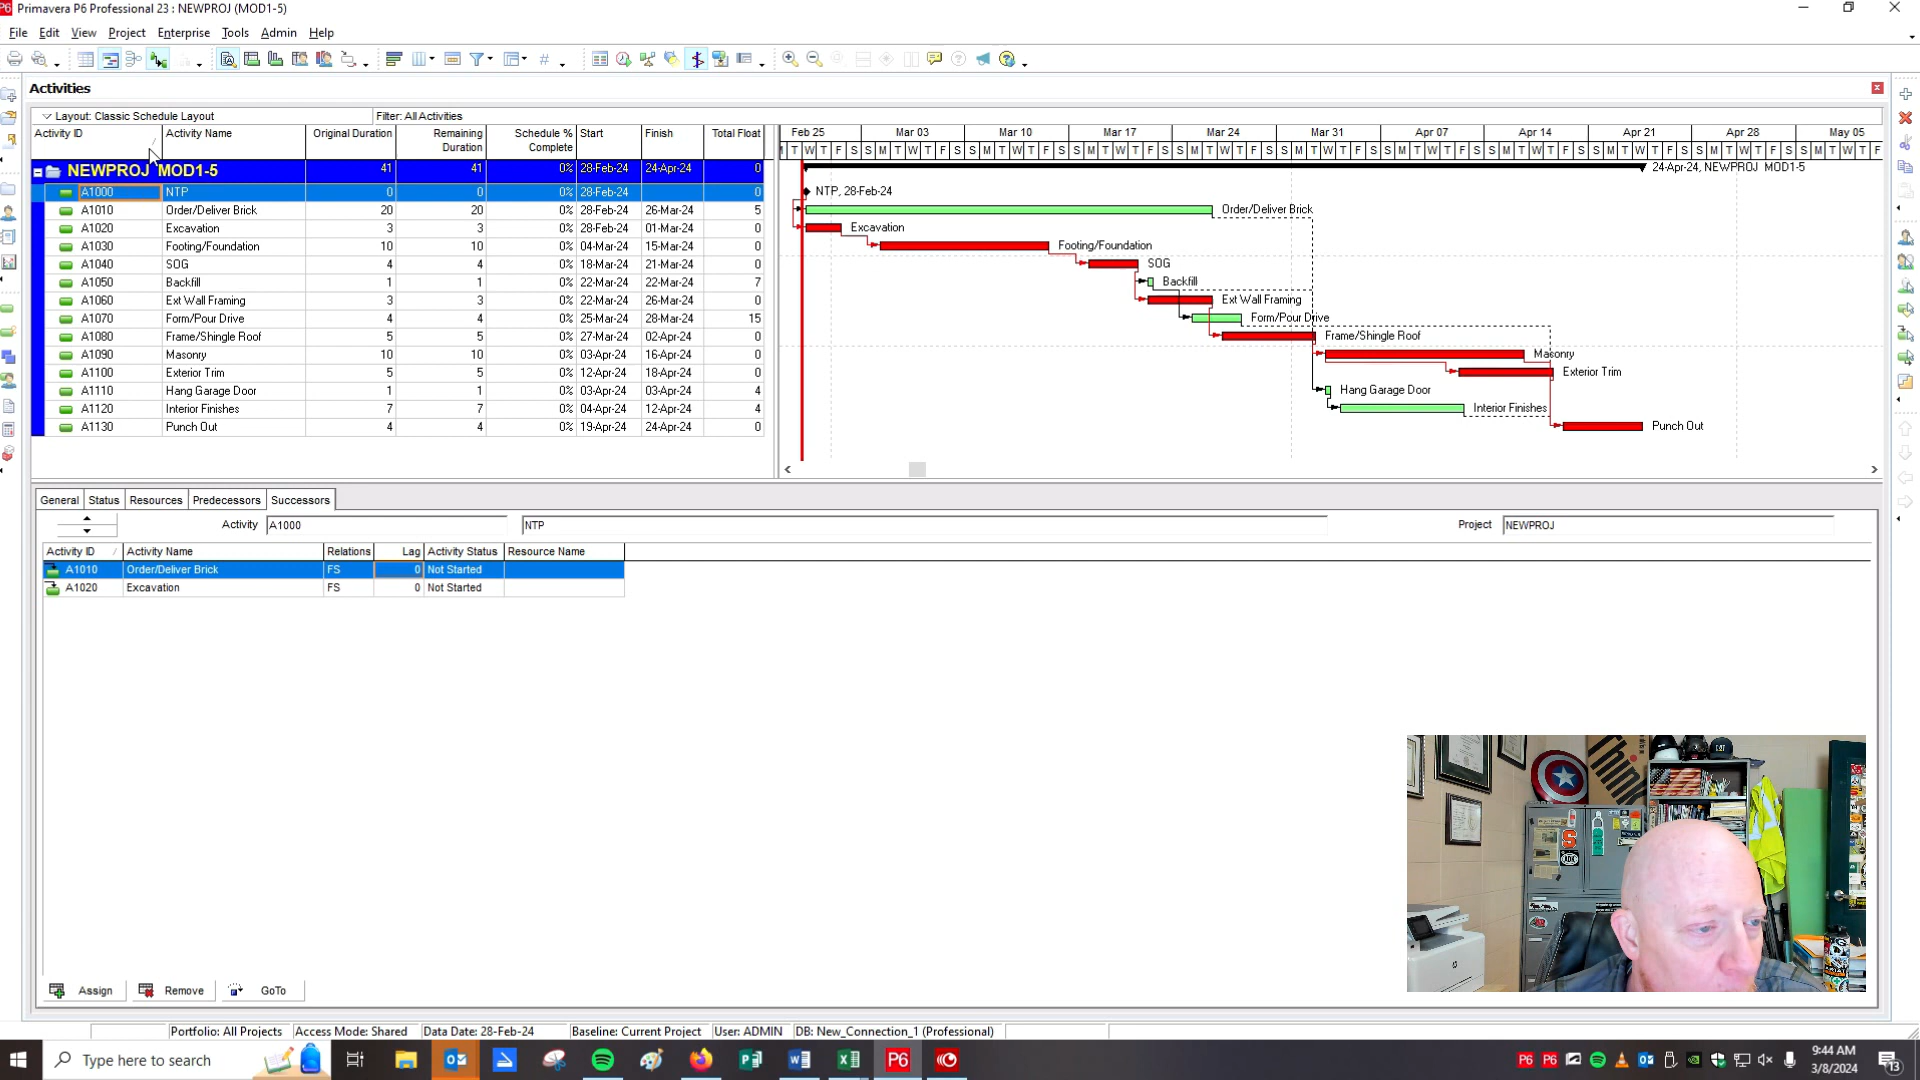 Primavera P6 Professional 23 : NEWPROJ (MOD1-5)
File Edit View Project Enterprise Tools Admin Help
Activities
Layout: Classic Schedule Layout Filter: All Activities
Activity ID Activity Name Original Duration Remaining Duration Schedule % Complete Start Finish Total Float
Feb 25 Mar 03 Mar 10 Mar 17 Mar 24 Mar 31 Apr 07 Apr 14 Apr 21 Apr 28 May 05
NEWPROJ MOD1-5 41 41 0% 28-Feb-24 24-Apr-24 0 24-Apr-24, NEWPROJ MOD1-5
A1000 NTP 0 0 0% 28-Feb-24 0 NTP, 28-Feb-24
A1010 Order/Deliver Brick 20 20 0% 28-Feb-24 26-Mar-24 5 Order/Deliver Brick
A1020 Excavation 3 3 0% 28-Feb-24 01-Mar-24 0 Excavation
A1030 Footing/Foundation 10 10 0% 04-Mar-24 15-Mar-24 0 Footing/Foundation
A1040 SOG 4 4 0% 18-Mar-24 21-Mar-24 0 SOG
A1050 Backfill 1 1 0% 22-Mar-24 22-Mar-24 7 Backfill
A1060 Ext Wall Framing 3 3 0% 22-Mar-24 26-Mar-24 0 Ext Wall Framing
A1070 Form/Pour Drive 4 4 0% 25-Mar-24 28-Mar-24 15 Form/Pour Drive
A1080 Frame/Shingle Roof 5 5 0% 27-Mar-24 02-Apr-24 0 Frame/Shingle Roof
A1090 Masonry 10 10 0% 03-Apr-24 16-Apr-24 0 Masonry
A1100 Exterior Trim 5 5 0% 12-Apr-24 18-Apr-24 0 Exterior Trim
A1110 Hang Garage Door 1 1 0% 03-Apr-24 03-Apr-24 4 Hang Garage Door
A1120 Interior Finishes 7 7 0% 04-Apr-24 12-Apr-24 4 Interior Finishes
A1130 Punch Out 4 4 0% 19-Apr-24 24-Apr-24 0 Punch Out
General Status Resources Predecessors Successors
Activity A1000 NTP Project NEWPROJ
Activity ID Activity Name Relations Lag Activity Status Resource Name
A1010 Order/Deliver Brick FS 0 Not Started
A1020 Excavation FS 0 Not Started
Assign Remove GoTo
Portfolio: All Projects Access Mode: Shared Data Date: 28-Feb-24 Baseline: Current Project User: ADMIN DB: New_Connection_1 (Professional)
Type here to search P6 9:44 AM
3/8/2024
13